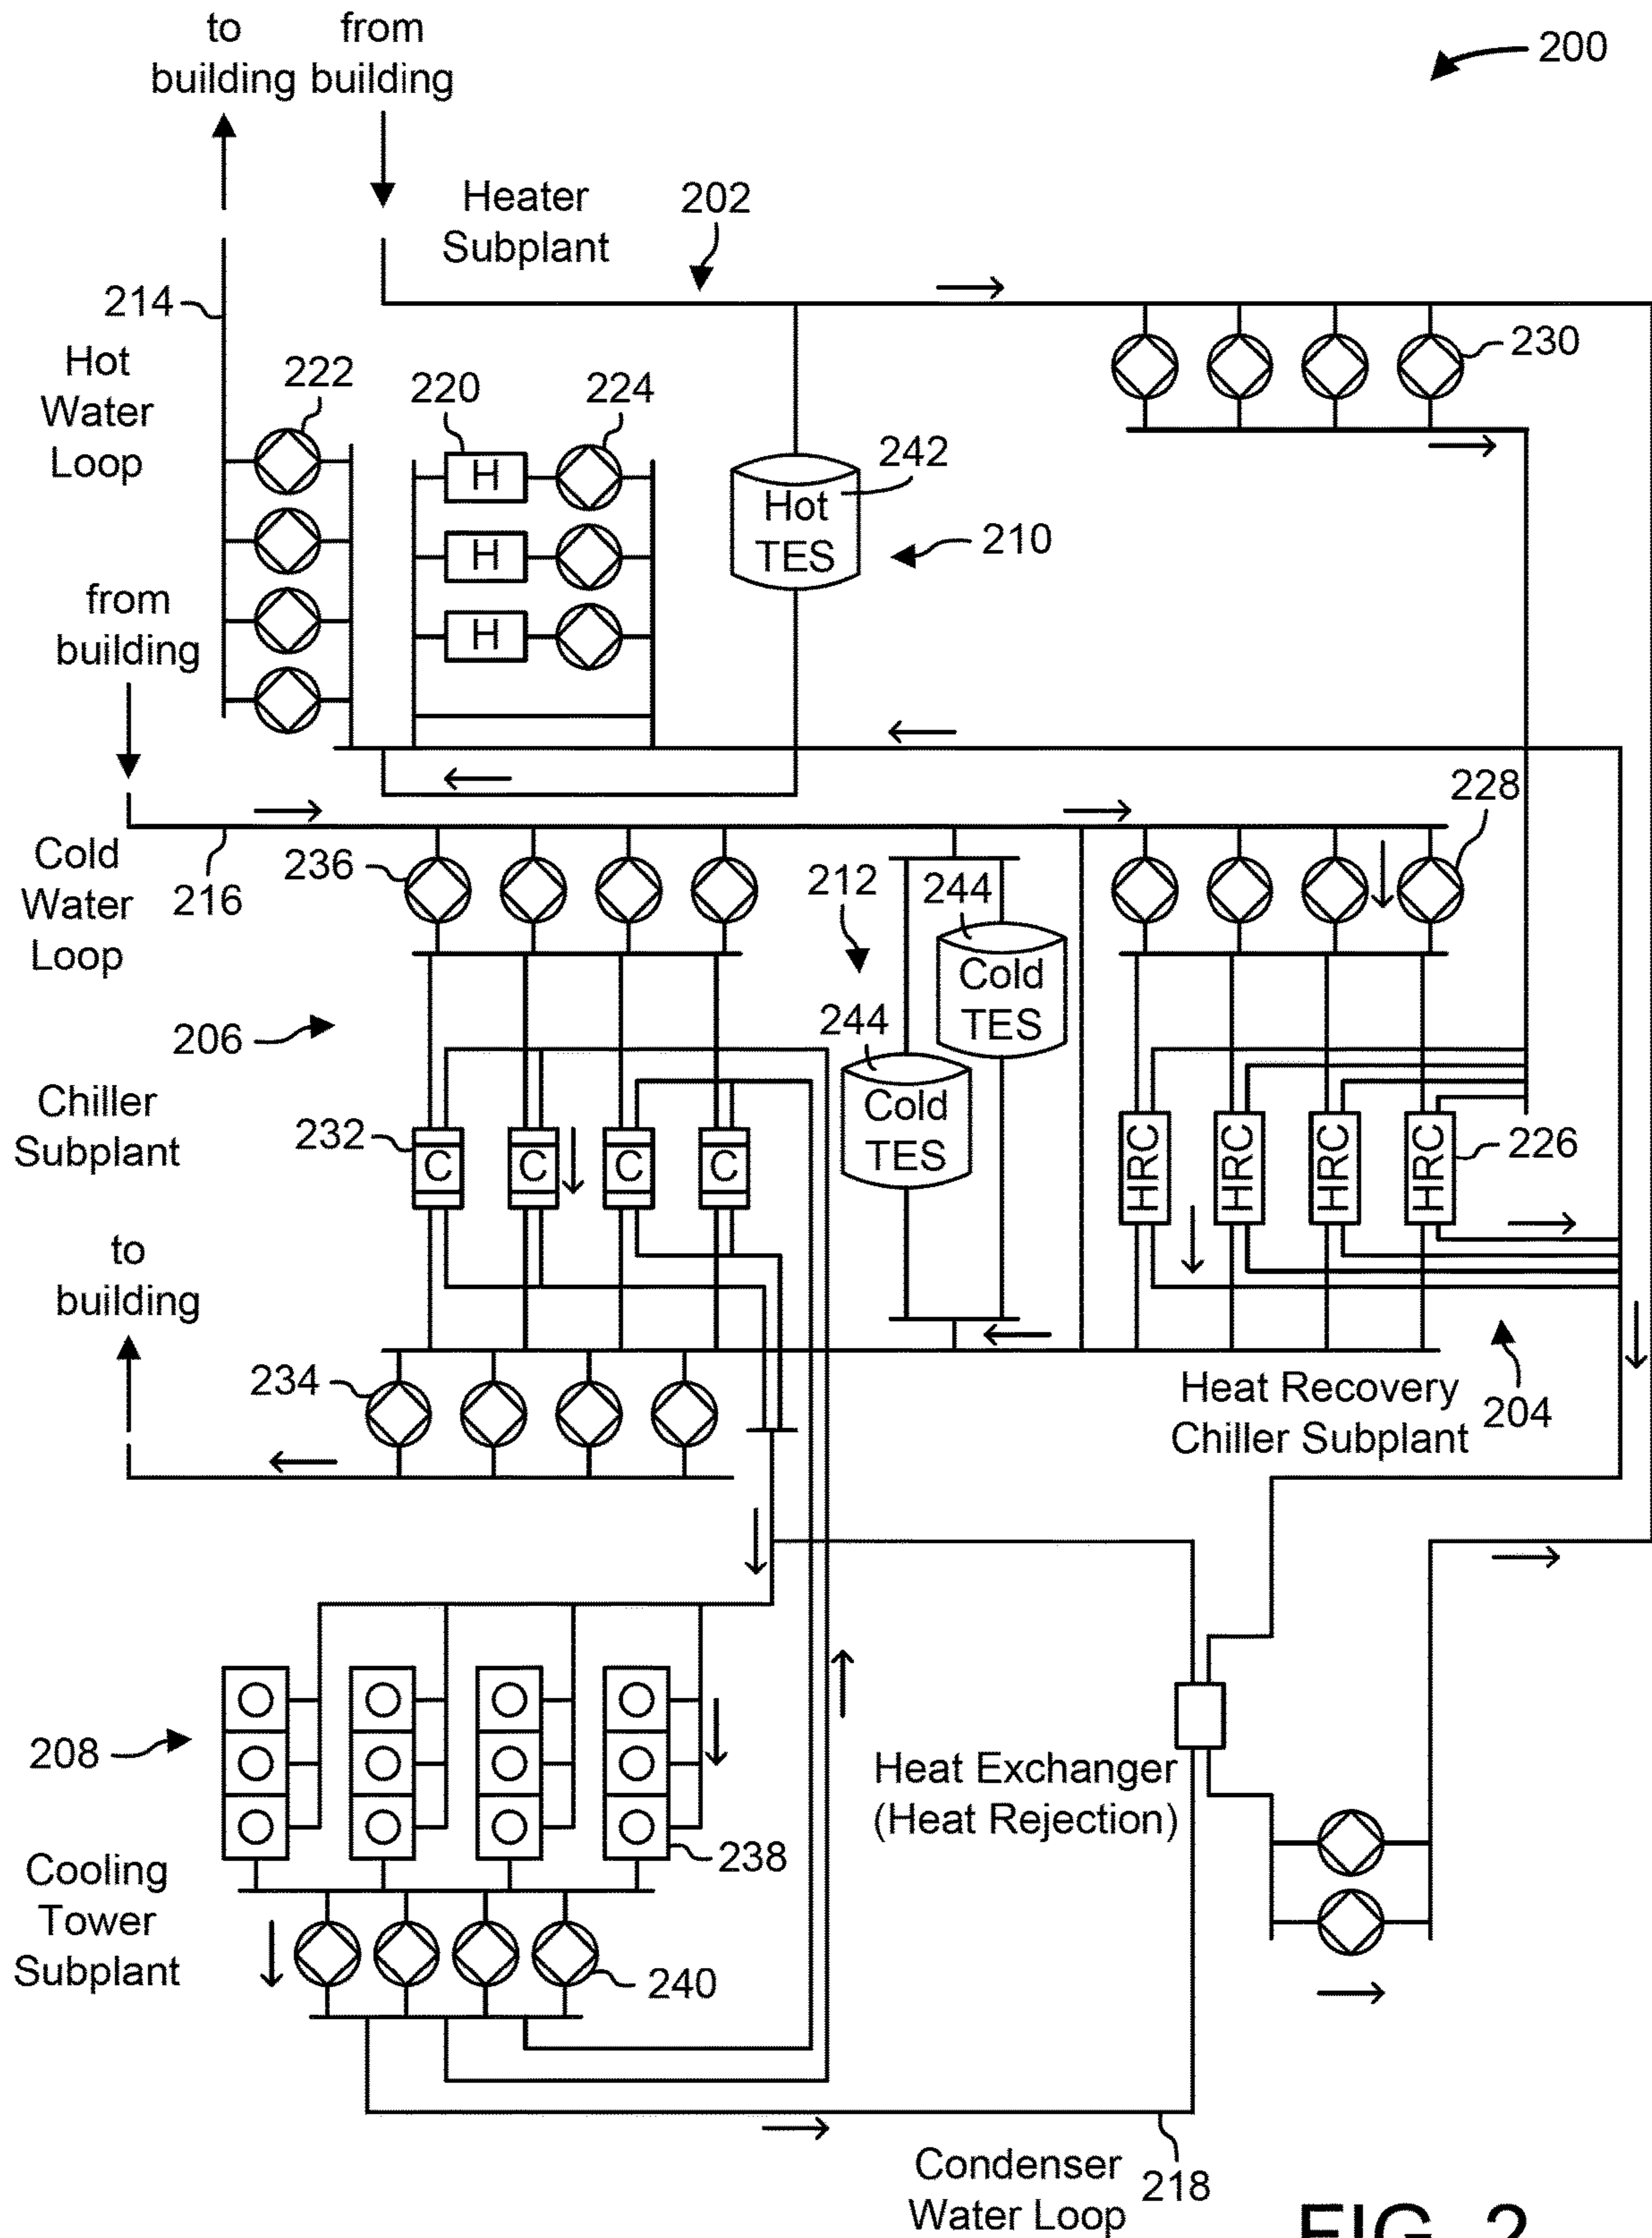 to
building
from
building
200
Heater
Subplant
202
214
Hot
Water
Loop
222
220
224
230
H
H
H
Hot
TES
242
210
from
building
228
Cold
Water
Loop
216
236
212
244
Cold
TES
244
Cold
TES
206
Chiller
Subplant
232
C
C
C
C
HRC
HRC
HRC
HRC
226
to
building
234
Heat Recovery
Chiller Subplant
204
208
238
Heat Exchanger
(Heat Rejection)
Cooling
Tower
Subplant
240
Condenser
Water Loop
218
FIG. 2